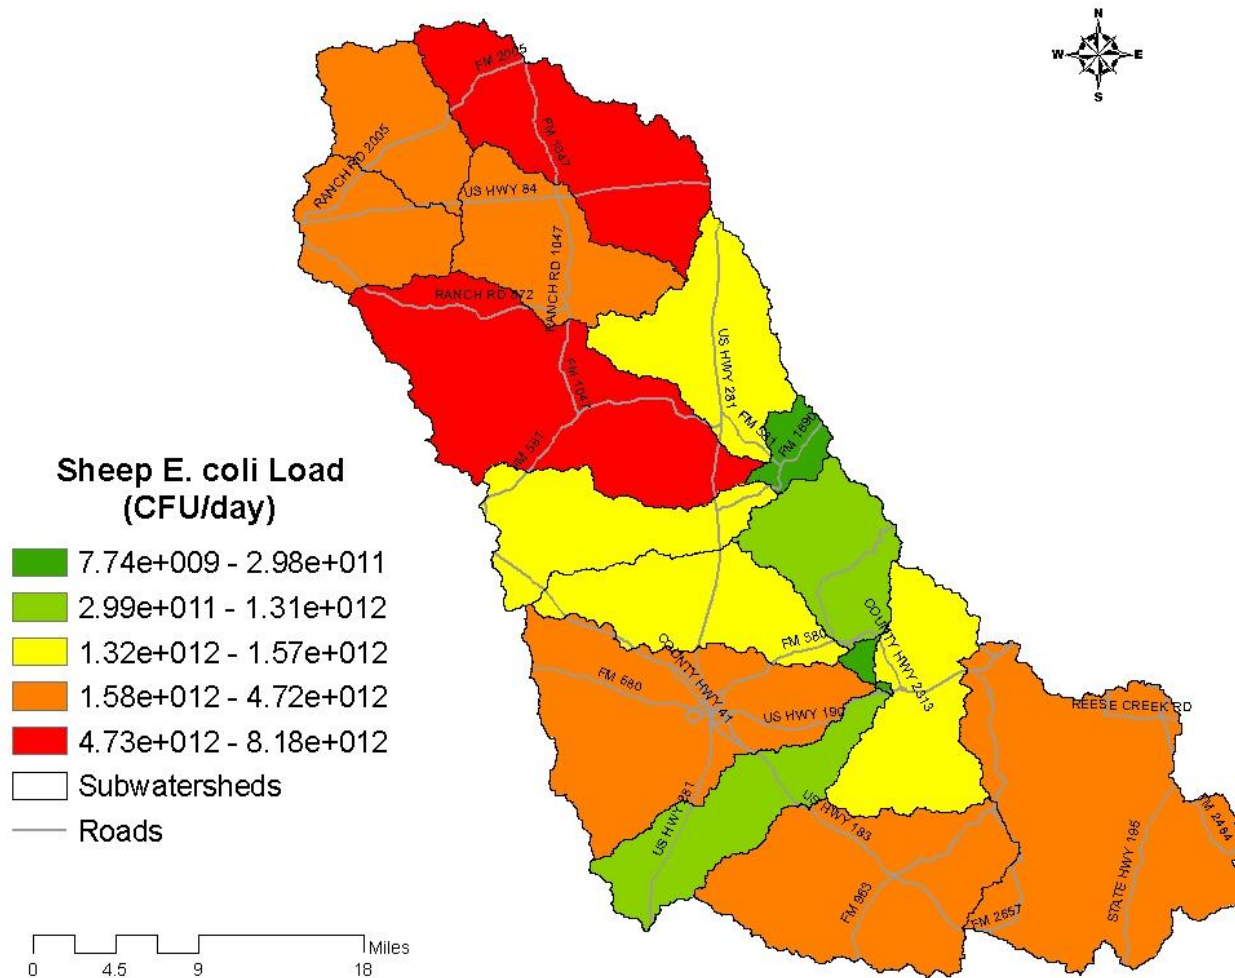 N
W E
S
FM 2005
FM 1047
RANCH RD 2005
US HWY 84
RANCH RD 1047
RANCH RD 572
US HWY 281
FM 1047
FM 581
FM 1690
FM 581
Sheep E. coli Load
(CFU/day)
7.74e+009 - 2.98e+011
2.99e+011 - 1.31e+012
1.32e+012 - 1.57e+012
1.58e+012 - 4.72e+012
4.73e+012 - 8.18e+012
Subwatersheds
Roads
FM 580
COUNTY HWY 2313
COUNTY HWY 41
FM 580
US HWY 190
REESE CREEK RD
US HWY 281
US HWY 183
FM 2484
STATE HWY 195
FM 963
FM 2657
Miles
0 4.5 9 18